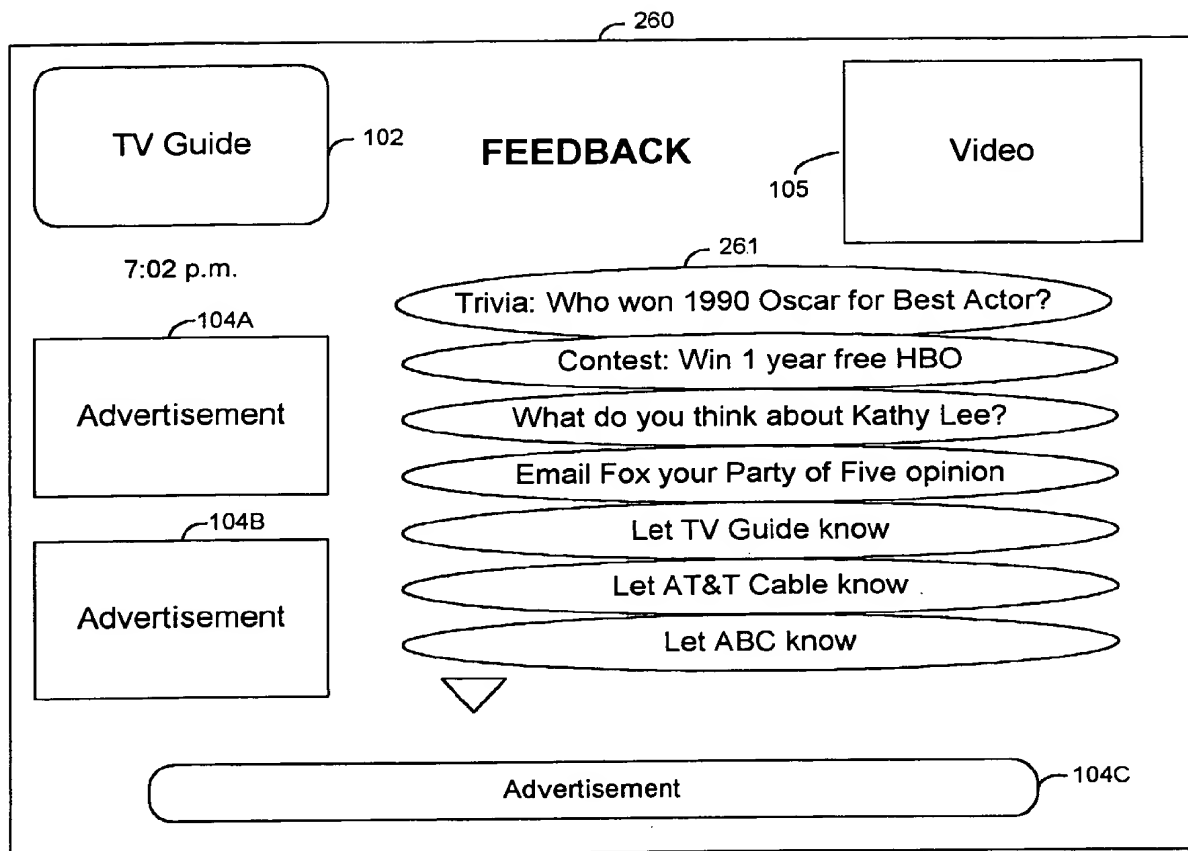 260
TV Guide
102
FEEDBACK
Video
105
7:02 p.m.
261
Trivia: Who won 1990 Oscar for Best Actor?
104A
Contest: Win 1 year free HBO
Advertisement
What do you think about Kathy Lee?
Email Fox your Party of Five opinion
104B
Let TV Guide know
Advertisement
Let AT&T Cable know
Let ABC know
Advertisement
104C